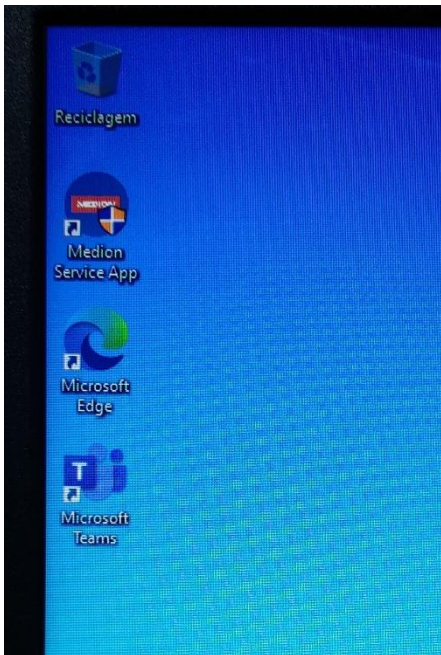 Reciclagem
MEDION
Medion
Service App
Microsoft
Edge
T
Microsoft
Teams